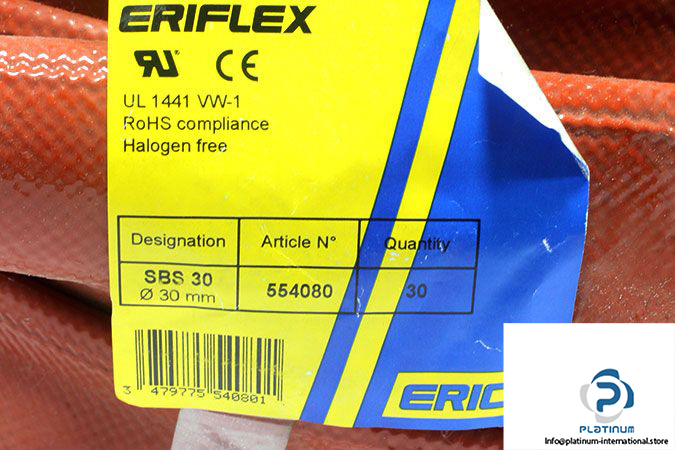 ERIFLEX
RU CE
UL 1441 VW-1
RoHS compliance
Halogen free
Designation Article N° Quantity
SBS 30 554080 30
Ø 30 mm
3 479775 540801
ERIC
PLATINUM
Info@platinum-international.store